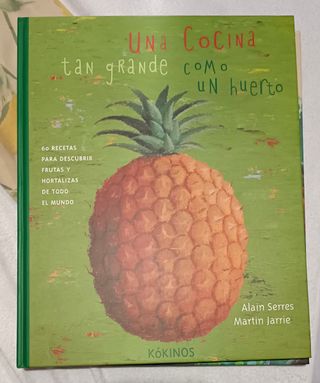 Una Cocina
tan grande como
un huerto
60 RECETAS
PARA DESCUBRIR
FRUTAS Y
HORTALIZAS
DE TODO
EL MUNDO
Alain Serres
Martin Jarrie
KóKINOS